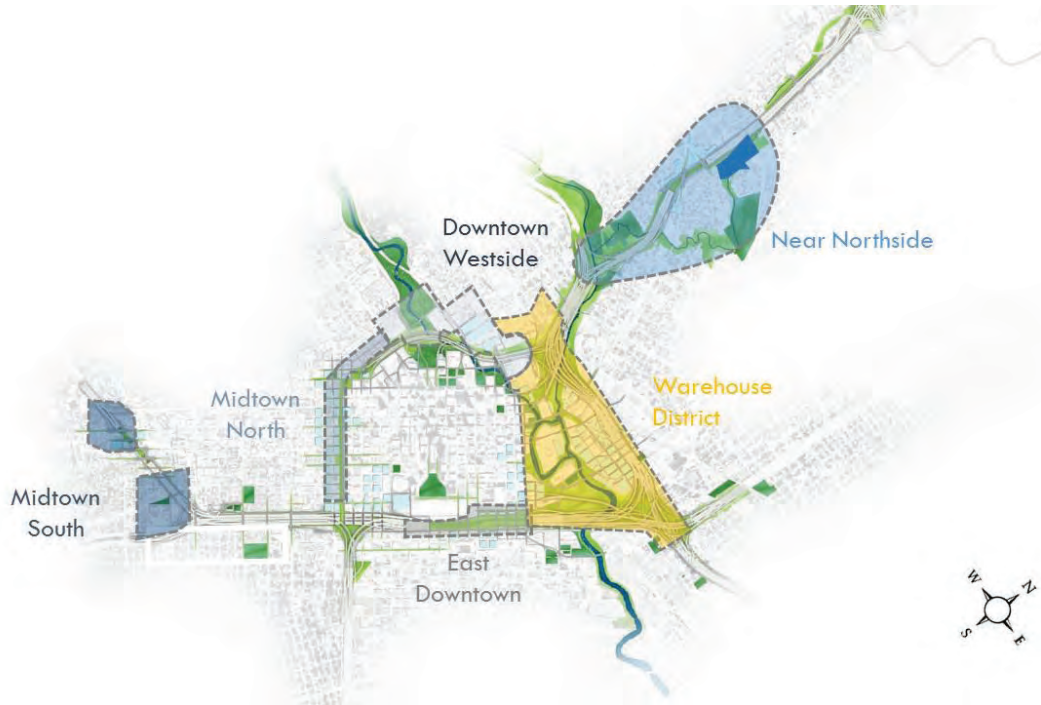 Downtown
Westside
Near Northside
Warehouse
District
Midtown
North
Midtown
South
East
Downtown
W
N
S
E